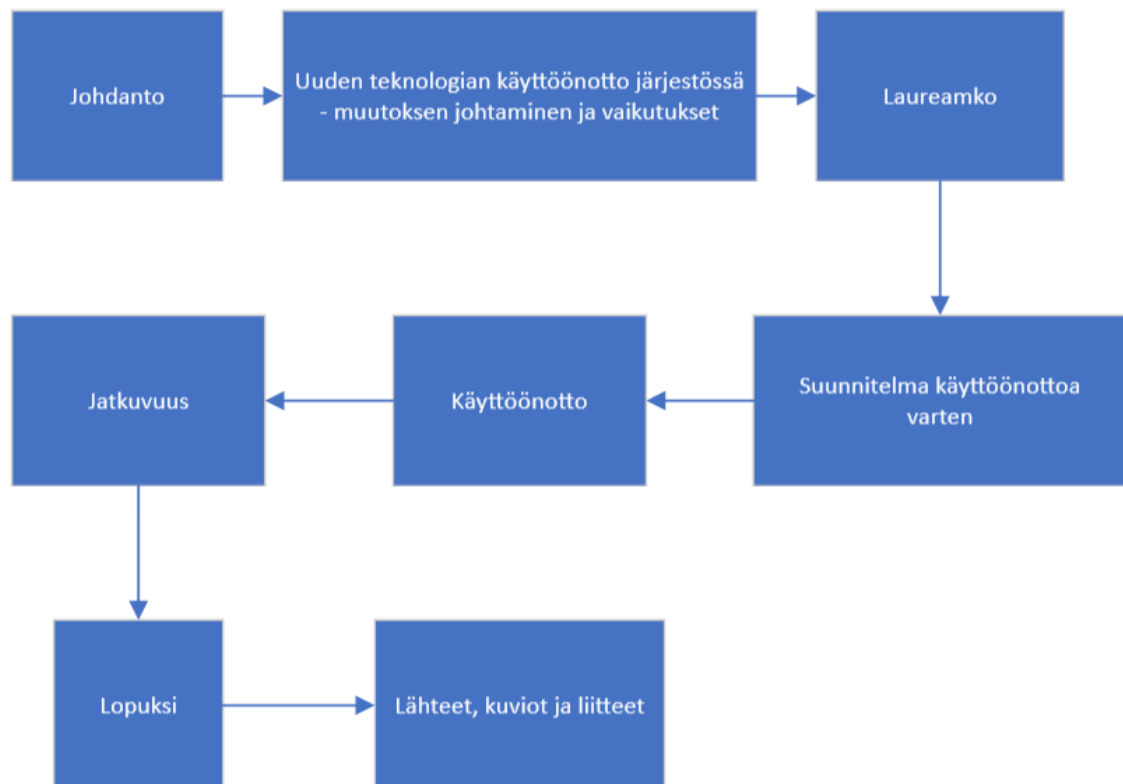 Johdanto
Uuden teknologian käyttöönotto järjestössä
- muutoksen johtaminen ja vaikutukset
Laureamko
Suunnitelma käyttöönottoa
varten
Käyttöönotto
Jatkuvuus
Lopuksi
Lähteet, kuviot ja liitteet